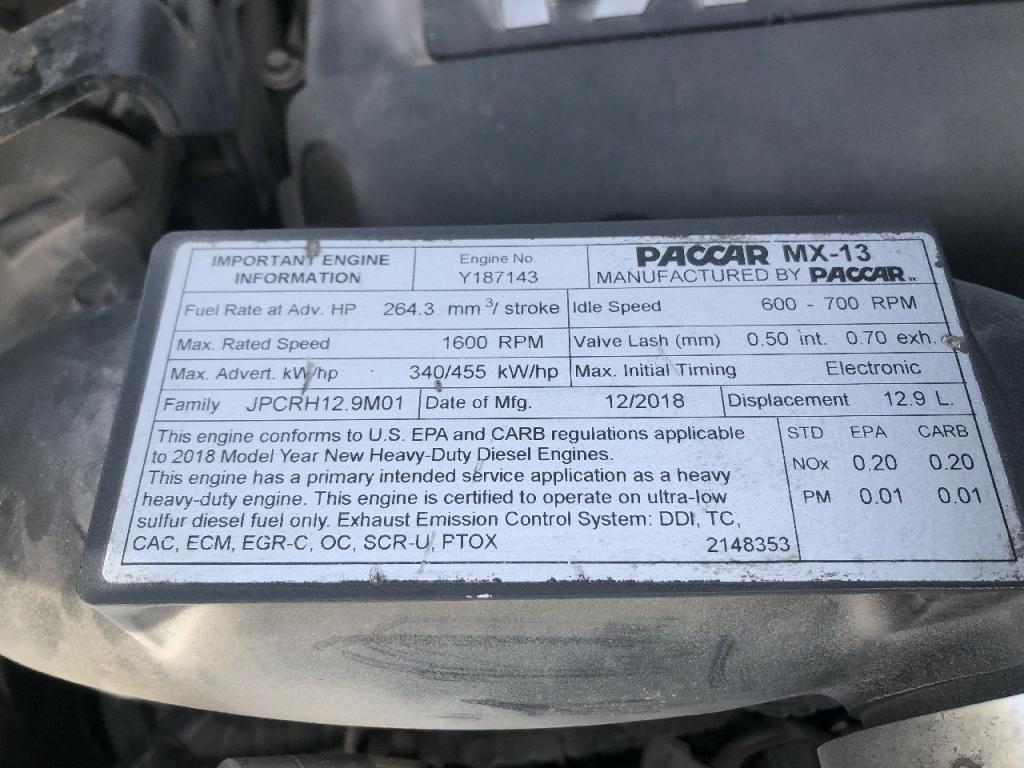 IMPORTANT ENGINE
INFORMATION
Engine No.
Y187143
PACCAR MX-13
MANUFACTURED BY PACCAR INC
Fuel Rate at Adv. HP 264.3 mm³/ stroke
Idle Speed 600 - 700 RPM
Max. Rated Speed 1600 RPM
Valve Lash (mm) 0.50 int. 0.70 exh.
Max. Advert. kW/hp 340/455 kW/hp
Max. Initial Timing Electronic
Family JPCRH12.9M01
Date of Mfg. 12/2018
Displacement 12.9 L.
This engine conforms to U.S. EPA and CARB regulations applicable
to 2018 Model Year New Heavy-Duty Diesel Engines.
This engine has a primary intended service application as a heavy
heavy-duty engine. This engine is certified to operate on ultra-low
sulfur diesel fuel only. Exhaust Emission Control System: DDI, TC,
CAC, ECM, EGR-C, OC, SCR-U, PTOX
2148353
STD EPA CARB
NOx 0.20 0.20
PM 0.01 0.01